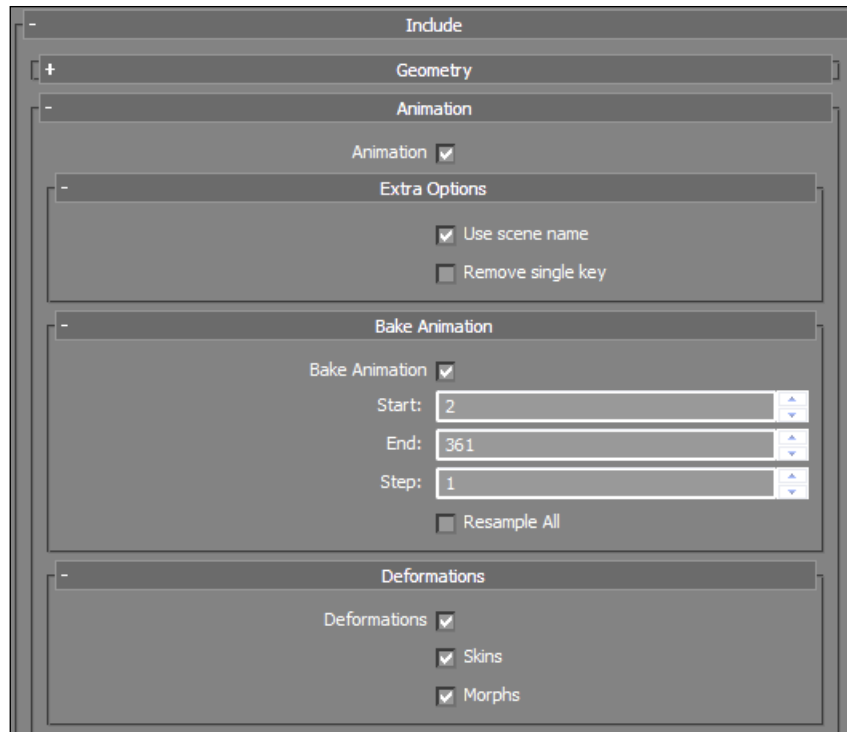 - Include
+ Geometry
- Animation
Animation
- Extra Options
Use scene name
Remove single key
- Bake Animation
Bake Animation
Start: 2
End: 361
Step: 1
Resample All
- Deformations
Deformations
Skins
Morphs